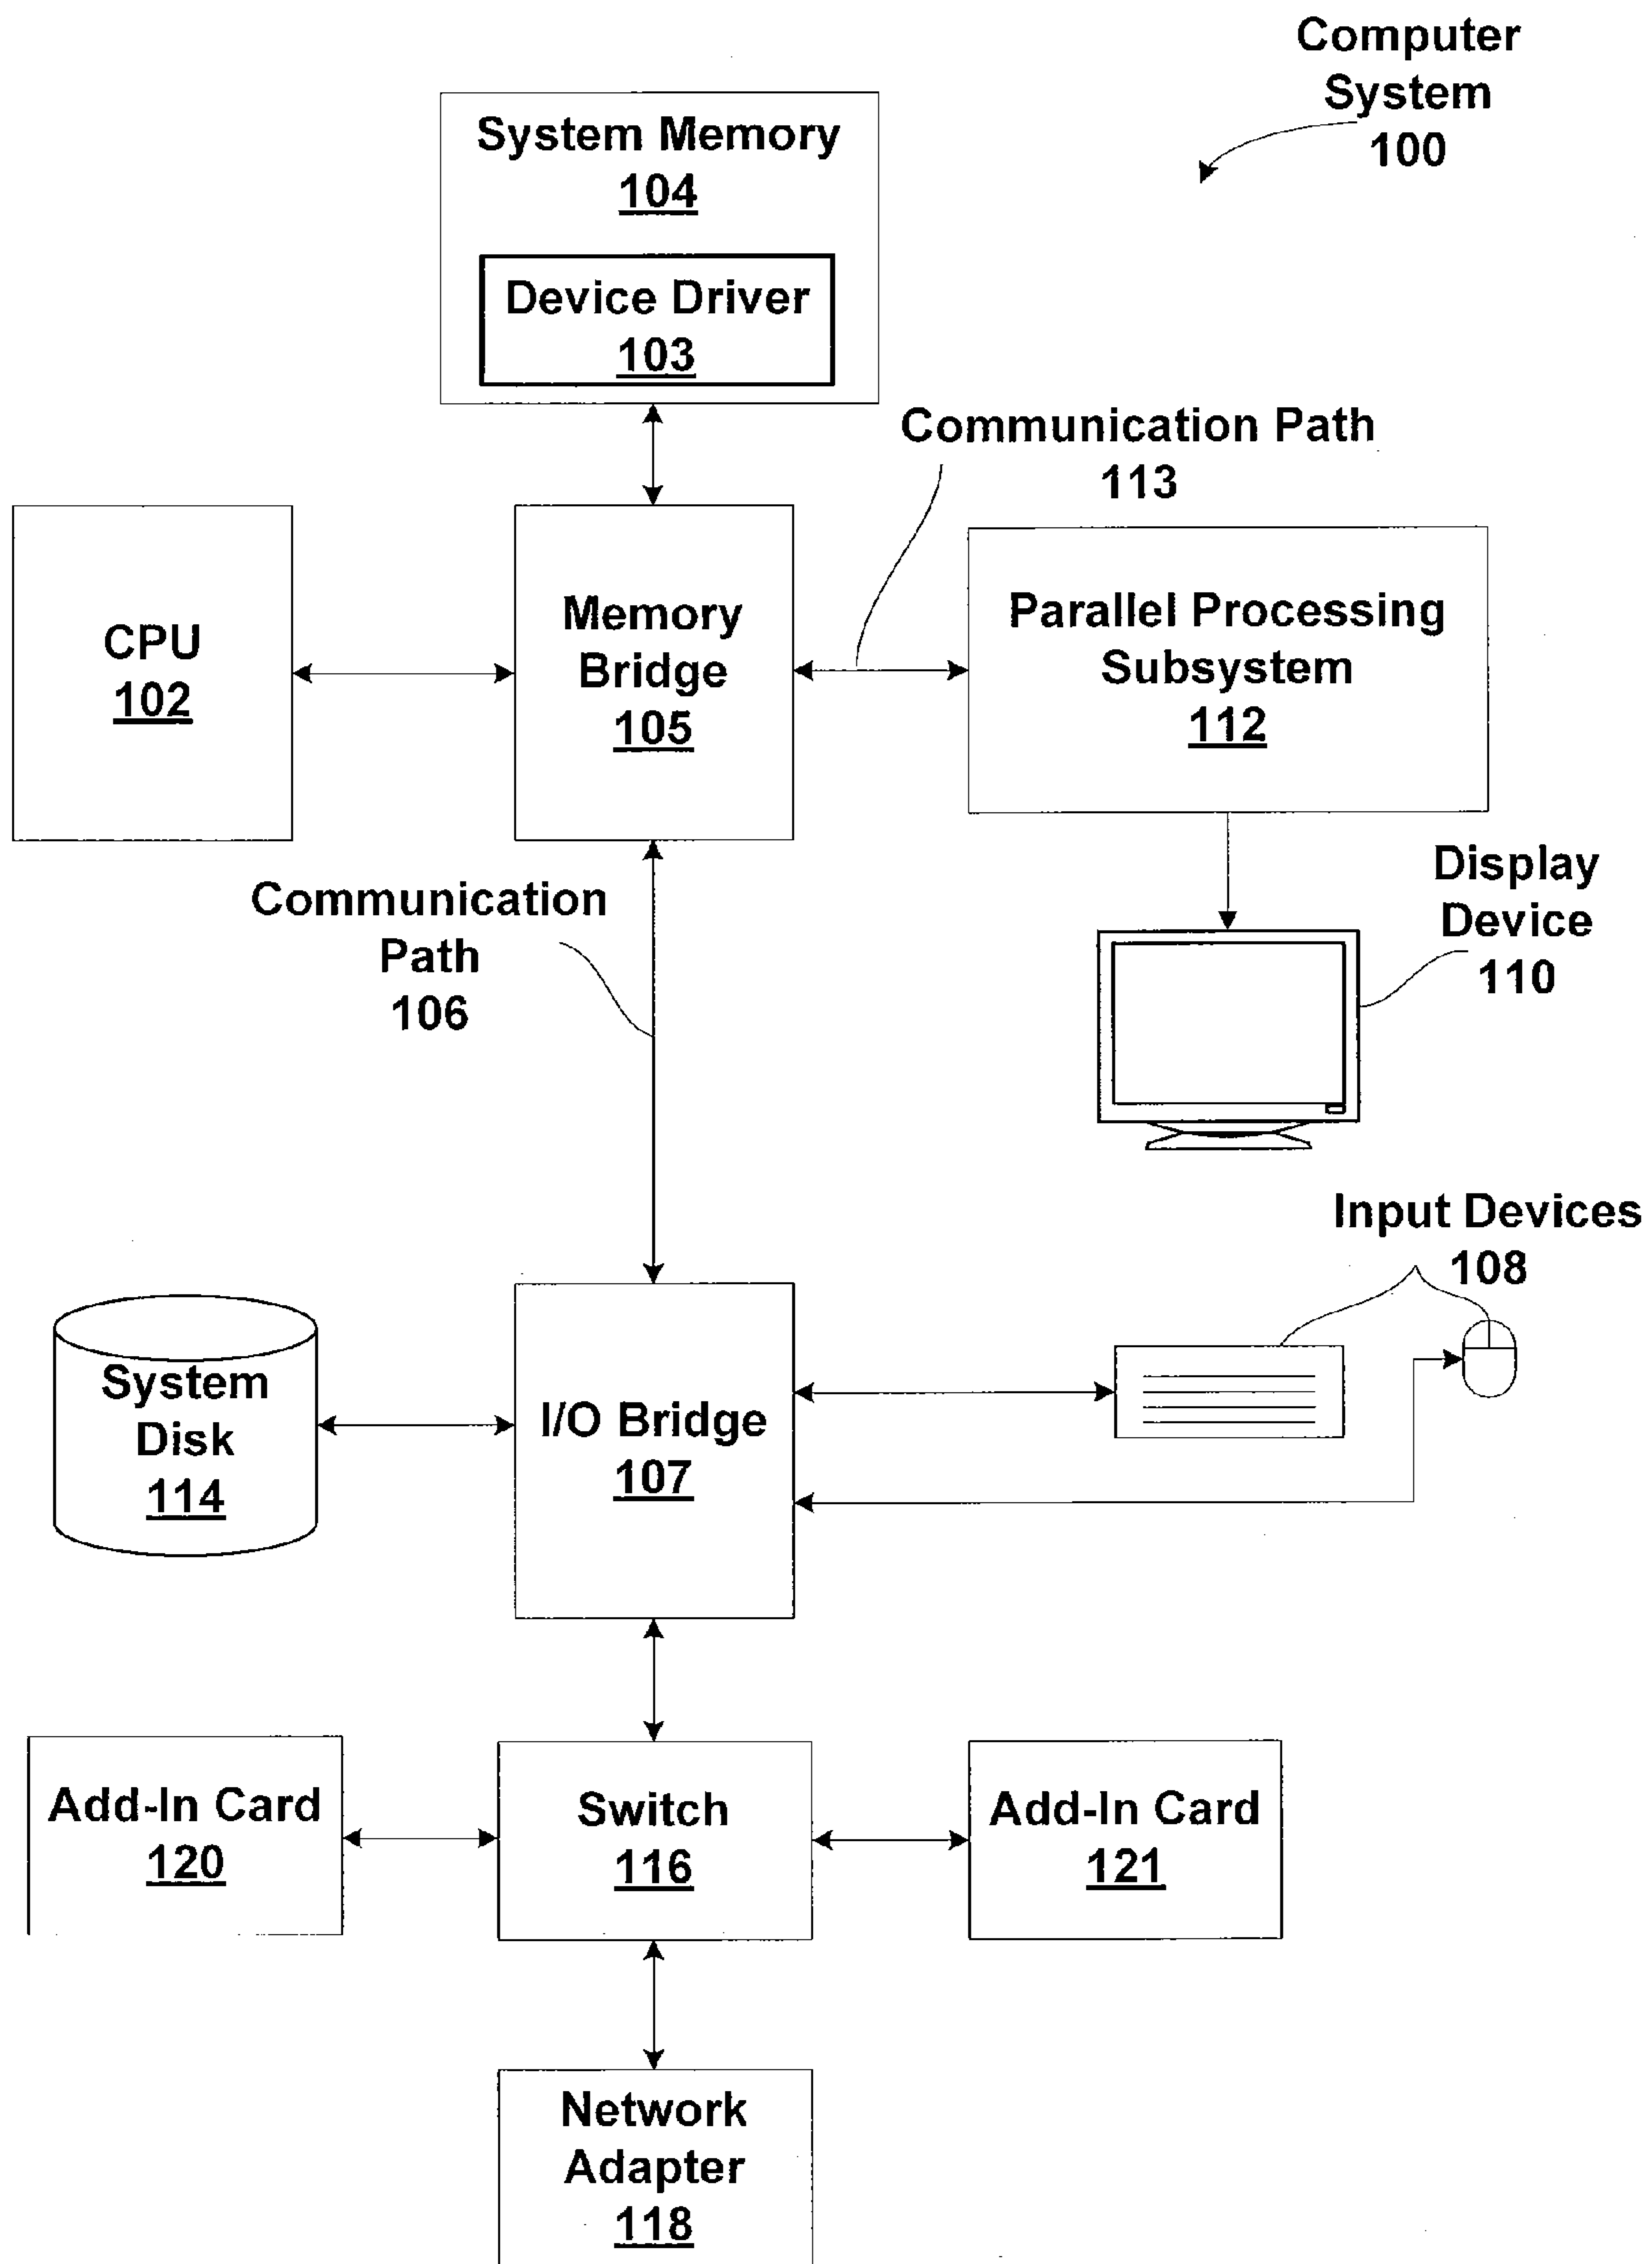 Computer
System
100
System Memory
104
Device Driver
103
Communication Path
113
CPU
102
Memory
Bridge
105
Parallel Processing
Subsystem
112
Communication
Path
106
Display
Device
110
Input Devices
108
System
Disk
114
I/O Bridge
107
Add-In Card
120
Switch
116
Add-In Card
121
Network
Adapter
118